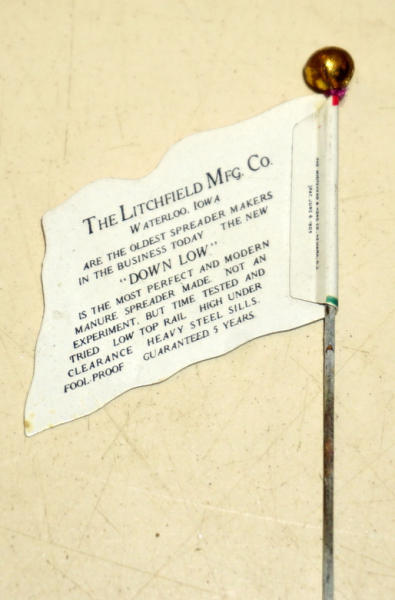 THE LITCHFIELD MFG. CO.
WATERLOO, IOWA
ARE THE OLDEST SPREADER MAKERS
IN THE BUSINESS TODAY THE NEW
"DOWN LOW"
IS THE MOST PERFECT AND MODERN
MANURE SPREADER MADE NOT AN
EXPERIMENT, BUT TIME TESTED AND
TRIED LOW TOP RAIL HIGH UNDER
CLEARANCE HEAVY STEEL SILLS.
FOOL PROOF GUARANTEED 5 YEARS.